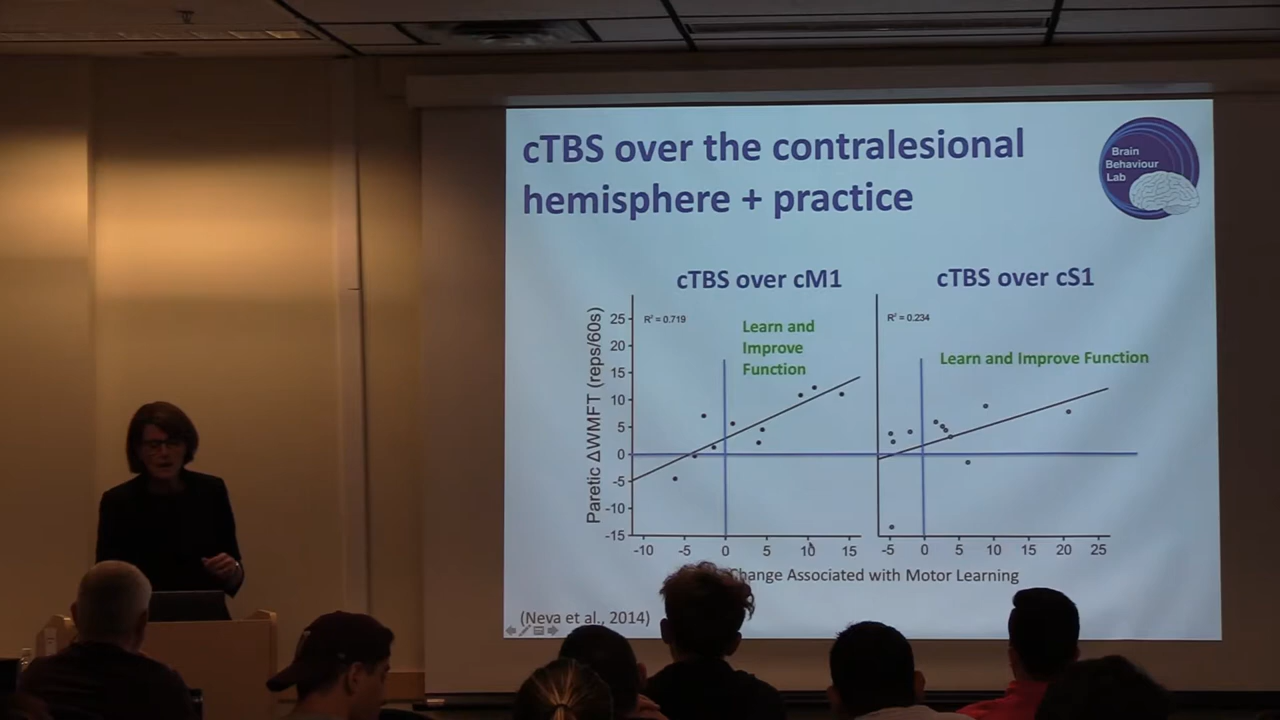 cTBS over the contralesional
hemisphere + practice
Brain
Behaviour
Lab
cTBS over cM1
cTBS over cS1
Paretic ΔWMFT (reps/60s)
25
20
15
10
5
0
-5
-10
-15
R² = 0.719
Learn and
Improve
Function
R² = 0.234
Learn and Improve Function
-10 -5 0 5 10 15
-5 0 5 10 15 20 25
Change Associated with Motor Learning
(Neva et al., 2014)